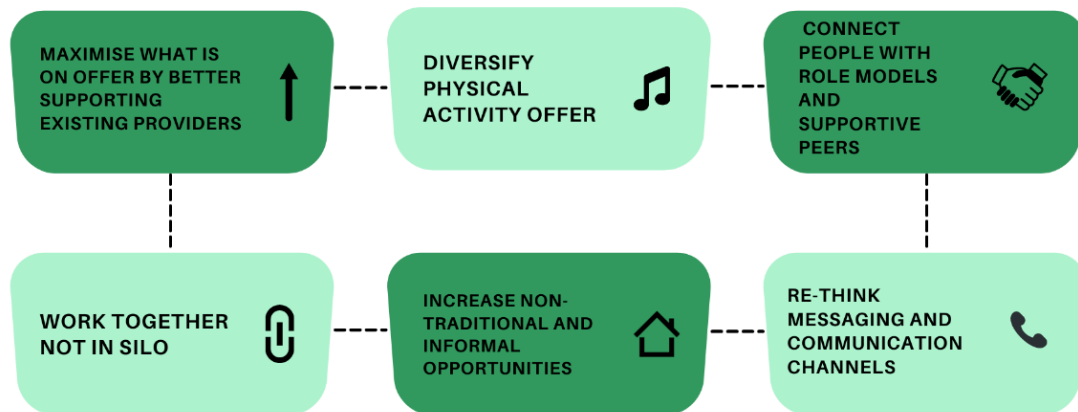 MAXIMISE WHAT IS
ON OFFER BY BETTER
SUPPORTING
EXISTING PROVIDERS
DIVERSIFY
PHYSICAL
ACTIVITY OFFER
CONNECT
PEOPLE WITH
ROLE MODELS
AND
SUPPORTIVE
PEERS
WORK TOGETHER
NOT IN SILO
INCREASE NON-
TRADITIONAL AND
INFORMAL
OPPORTUNITIES
RE-THINK
MESSAGING AND
COMMUNICATION
CHANNELS